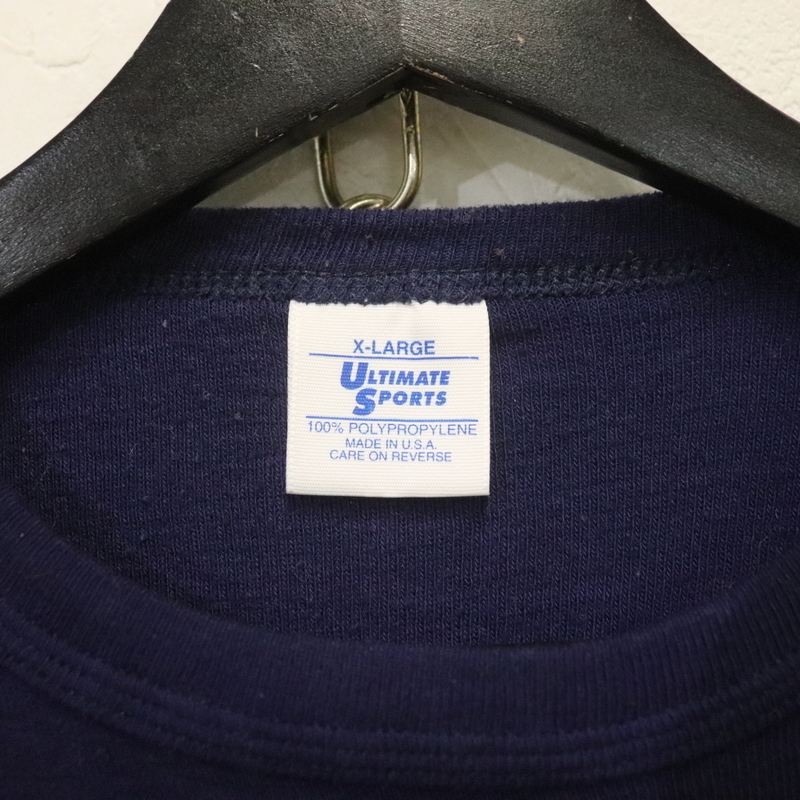 X-LARGE
ULTIMATE
SPORTS
100% POLYPROPYLENE
MADE IN U.S.A.
CARE ON REVERSE